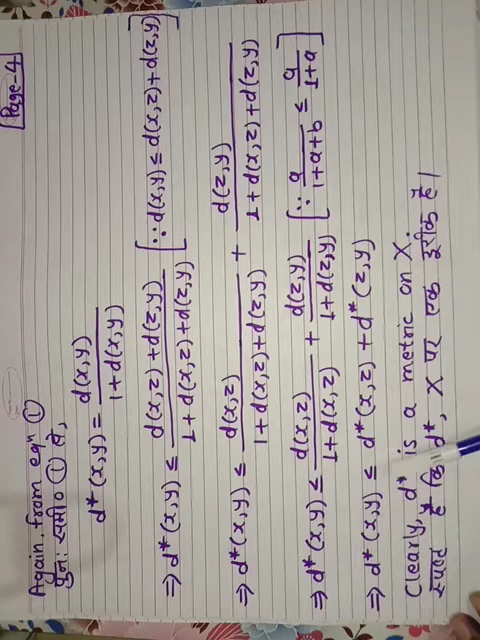 Page-4
Again, from eqⁿ ①
पुनः समी० ① से,
d*(x,y) = d(x,y) / 1+d(x,y)
⇒ d*(x,y) ≤ d(x,z)+d(z,y) / 1+d(x,z)+d(z,y) [∵ d(x,y) ≤ d(x,z)+d(z,y)]
⇒ d*(x,y) ≤ d(x,z) / 1+d(x,z)+d(z,y) + d(z,y) / 1+d(x,z)+d(z,y)
⇒ d*(x,y) ≤ d(x,z) / 1+d(x,z) + d(z,y) / 1+d(z,y) [∵ a / 1+a+b ≤ a / 1+a]
⇒ d*(x,y) ≤ d*(x,z) + d*(z,y)
Clearly, d* is a metric on X.
स्पष्ट है कि d*, X पर एक दूरीक है।